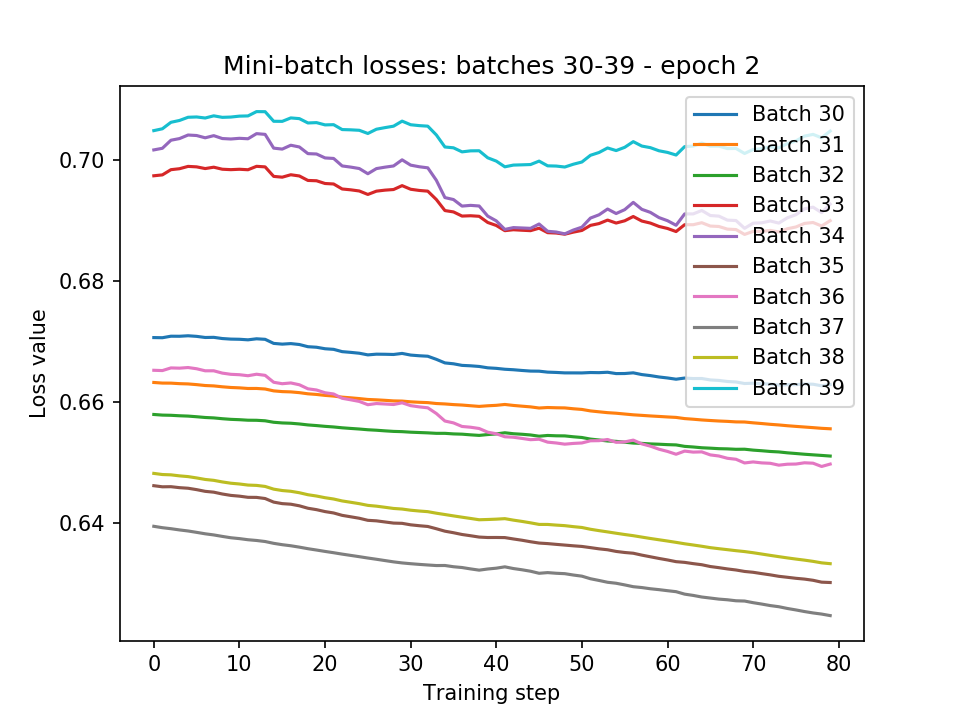 Mini-batch losses: batches 30-39 - epoch 2
Loss value
0.70
0.68
0.66
0.64
Batch 30
Batch 31
Batch 32
Batch 33
Batch 34
Batch 35
Batch 36
Batch 37
Batch 38
Batch 39
0 10 20 30 40 50 60 70 80
Training step